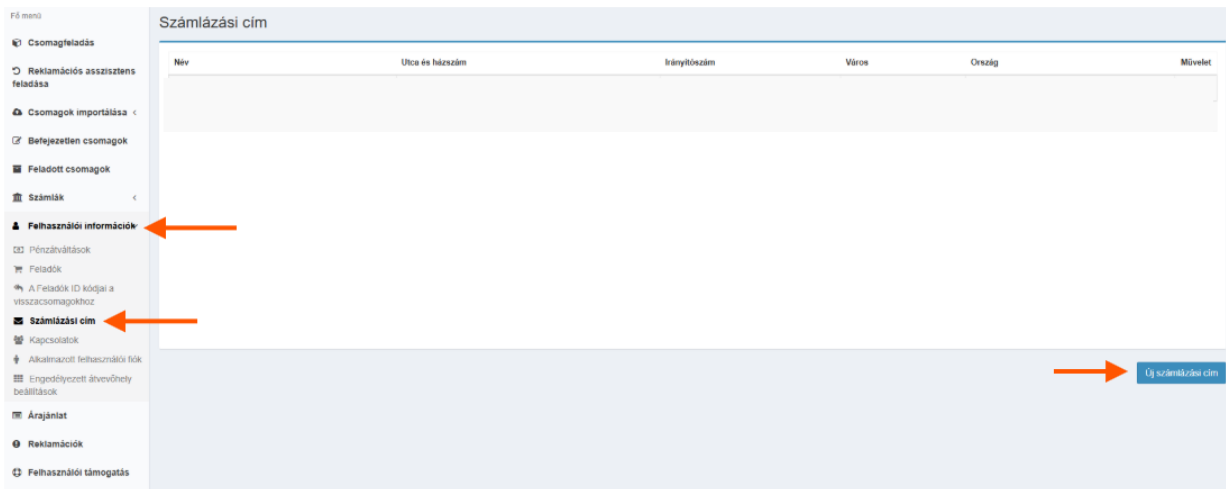 Fő menü
Csomagfeladás
Reklamációs asszisztens
feladása
Csomagok importálása
Befejezetlen csomagok
Feladott csomagok
Számlák
Felhasználói információk
Pénzátváltások
Feladók
A Feladók ID kódjai a
visszacsomagokhoz
Számlázási cím
Kapcsolatok
Alkalmazott felhasználói fiók
Engedélyezett átvevőhely
beállítások
Árajánlat
Reklamációk
Felhasználói támogatás
Számlázási cím
Név Utca és házszám Irányítószám Város Ország Művelet
Új számlázási cím